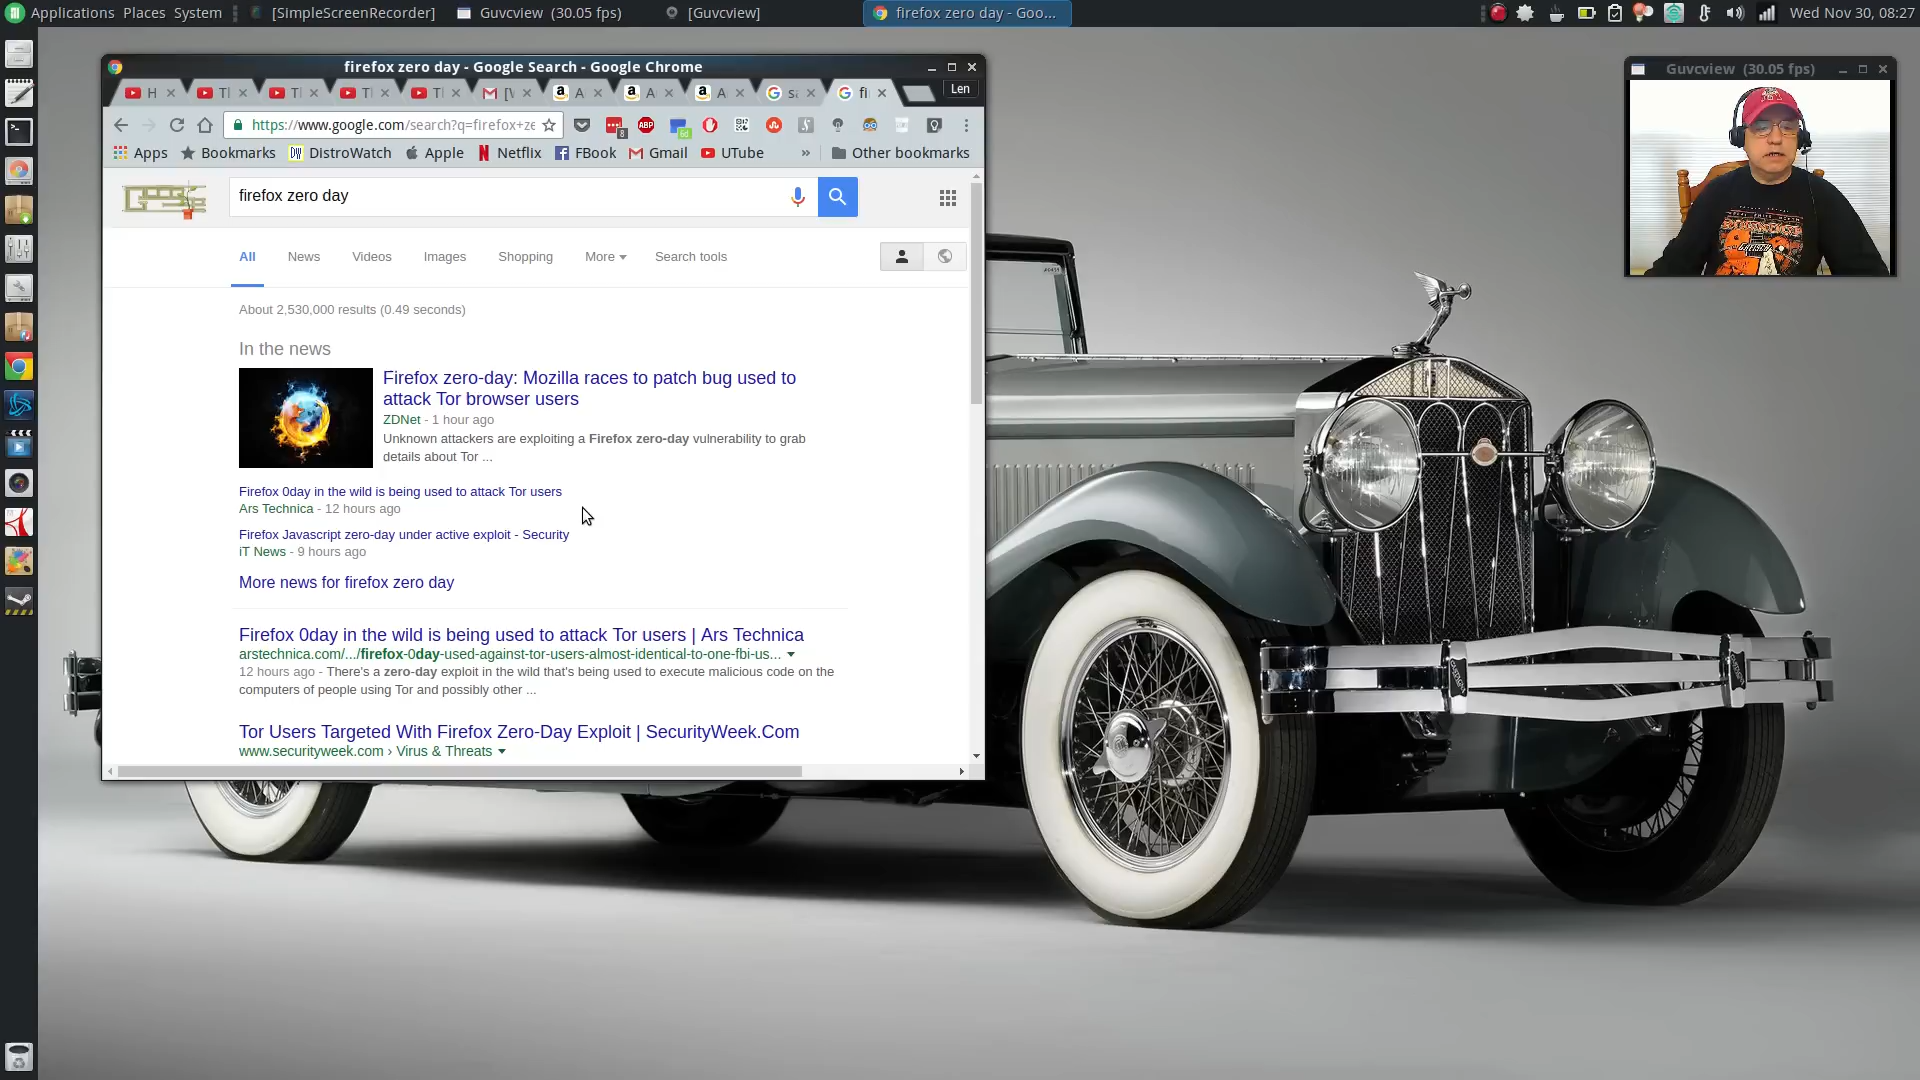 Applications Places System
[SimpleScreenRecorder]
Guvcview (30.05 fps)
[Guvcview]
firefox zero day - Goo...
Wed Nov 30, 08:27
firefox zero day - Google Search - Google Chrome
Len
https://www.google.com/search?q=firefox+ze
Apps
Bookmarks
DistroWatch
Apple
Netflix
FBook
Gmail
UTube
»
Other bookmarks
firefox zero day
All
News
Videos
Images
Shopping
More
Search tools
About 2,530,000 results (0.49 seconds)
In the news
Firefox zero-day: Mozilla races to patch bug used to
attack Tor browser users
ZDNet - 1 hour ago
Unknown attackers are exploiting a Firefox zero-day vulnerability to grab
details about Tor ...
Firefox 0day in the wild is being used to attack Tor users
Ars Technica - 12 hours ago
Firefox Javascript zero-day under active exploit - Security
iT News - 9 hours ago
More news for firefox zero day
Firefox 0day in the wild is being used to attack Tor users | Ars Technica
arstechnica.com/.../firefox-0day-used-against-tor-users-almost-identical-to-one-fbi-us...
12 hours ago - There's a zero-day exploit in the wild that's being used to execute malicious code on the
computers of people using Tor and possibly other ...
Tor Users Targeted With Firefox Zero-Day Exploit | SecurityWeek.Com
www.securityweek.com › Virus & Threats
Guvcview (30.05 fps)